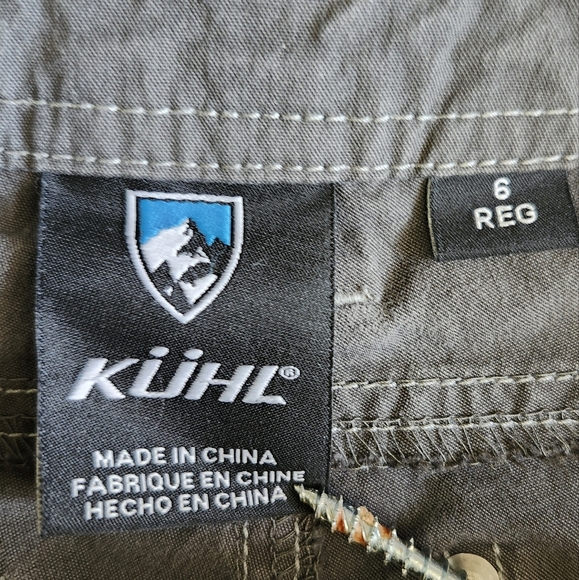 KÜHL®
MADE IN CHINA
FABRIQUE EN CHINE
HECHO EN CHINA
6
REG